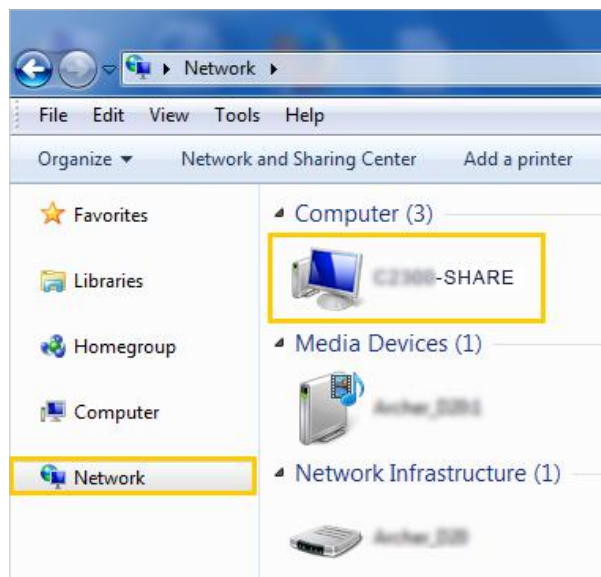 Network
File Edit View Tools Help
Organize Network and Sharing Center Add a printer
Favorites
Libraries
Homegroup
Computer
Network
Computer (3)
-SHARE
Media Devices (1)
Network Infrastructure (1)